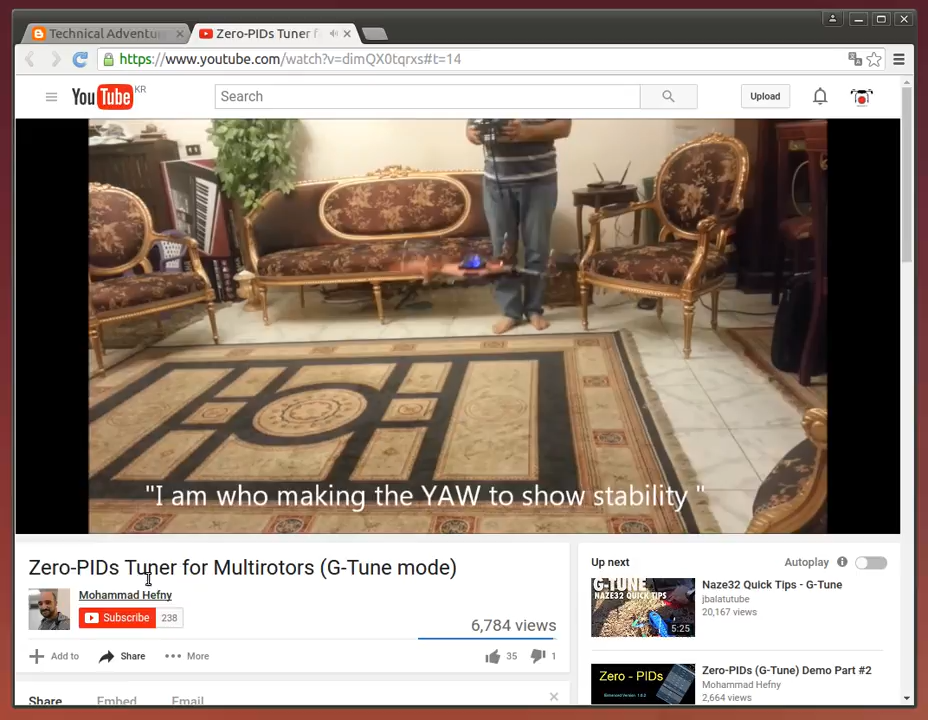 Technical Adventu
Zero-PIDs Tuner f
https://www.youtube.com/watch?v=dimQX0tqrxs#t=14
YouTube KR
Search
Upload
"I am who making the YAW to show stability "
Zero-PIDs Tuner for Multirotors (G-Tune mode)
Mohammad Hefny
Subscribe 238
6,784 views
Add to Share More 35 1
Share Embed Email
Up next Autoplay
G-TUNE
NAZE32 QUICK TIPS
5:25
Naze32 Quick Tips - G-Tune
jbalatutube
20,167 views
Zero - PIDs
Zero-PIDs (G-Tune) Demo Part #2
Mohammad Hefny
2,664 views